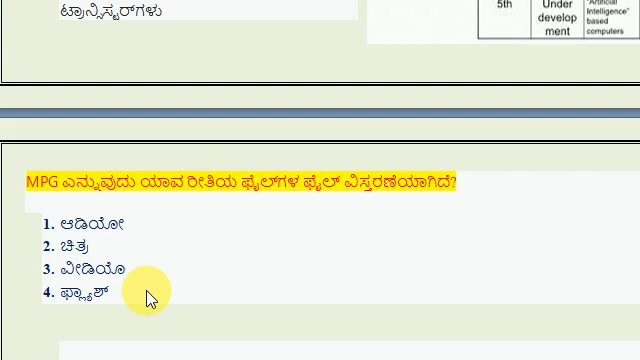 ಟ್ರಾನ್ಸಿಸ್ಟರ್‌ಗಳು
5th
Under
develop
ment
"Artificial
Intelligence"
based
computers
MPG ಎನ್ನುವುದು ಯಾವ ರೀತಿಯ ಫೈಲ್‌ಗಳ ಫೈಲ್ ವಿಸ್ತರಣೆಯಾಗಿದೆ?
1. ಆಡಿಯೋ
2. ಚಿತ್ರ
3. ವೀಡಿಯೊ
4. ಫ್ಲ್ಯಾಶ್